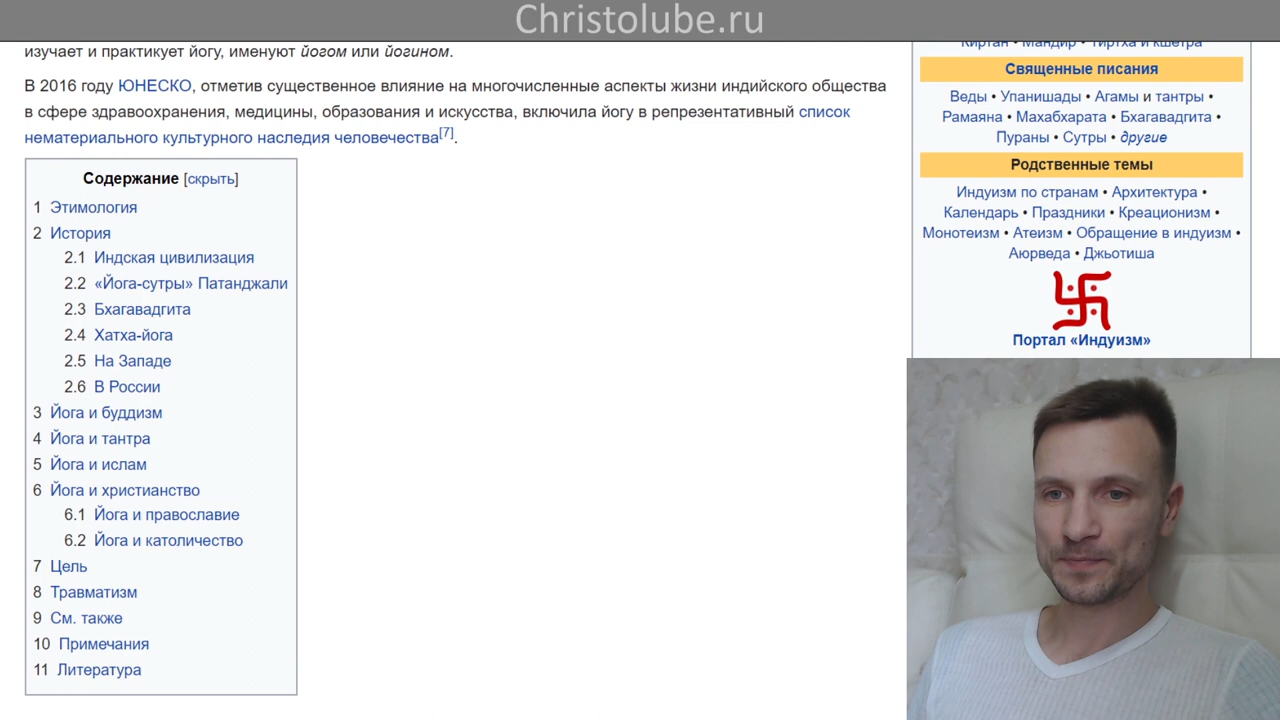 Christolube.ru
изучает и практикует йогу, именуют йогом или йогином.
В 2016 году ЮНЕСКО, отметив существенное влияние на многочисленные аспекты жизни индийского общества
в сфере здравоохранения, медицины, образования и искусства, включила йогу в репрезентативный список
нематериального культурного наследия человечества[7].
Содержание [скрыть]
1 Этимология
2 История
2.1 Индская цивилизация
2.2 «Йога-сутры» Патанджали
2.3 Бхагавадгита
2.4 Хатха-йога
2.5 На Западе
2.6 В России
3 Йога и буддизм
4 Йога и тантра
5 Йога и ислам
6 Йога и христианство
6.1 Йога и православие
6.2 Йога и католичество
7 Цель
8 Травматизм
9 См. также
10 Примечания
11 Литература
Киртан • Мандир • Тиртха и кшетра
Священные писания
Веды • Упанишады • Агамы и тантры •
Рамаяна • Махабхарата • Бхагавадгита •
Пураны • Сутры • другие
Родственные темы
Индуизм по странам • Архитектура •
Календарь • Праздники • Креационизм •
Монотеизм • Атеизм • Обращение в индуизм •
Аюрведа • Джьотиша
Портал «Индуизм»